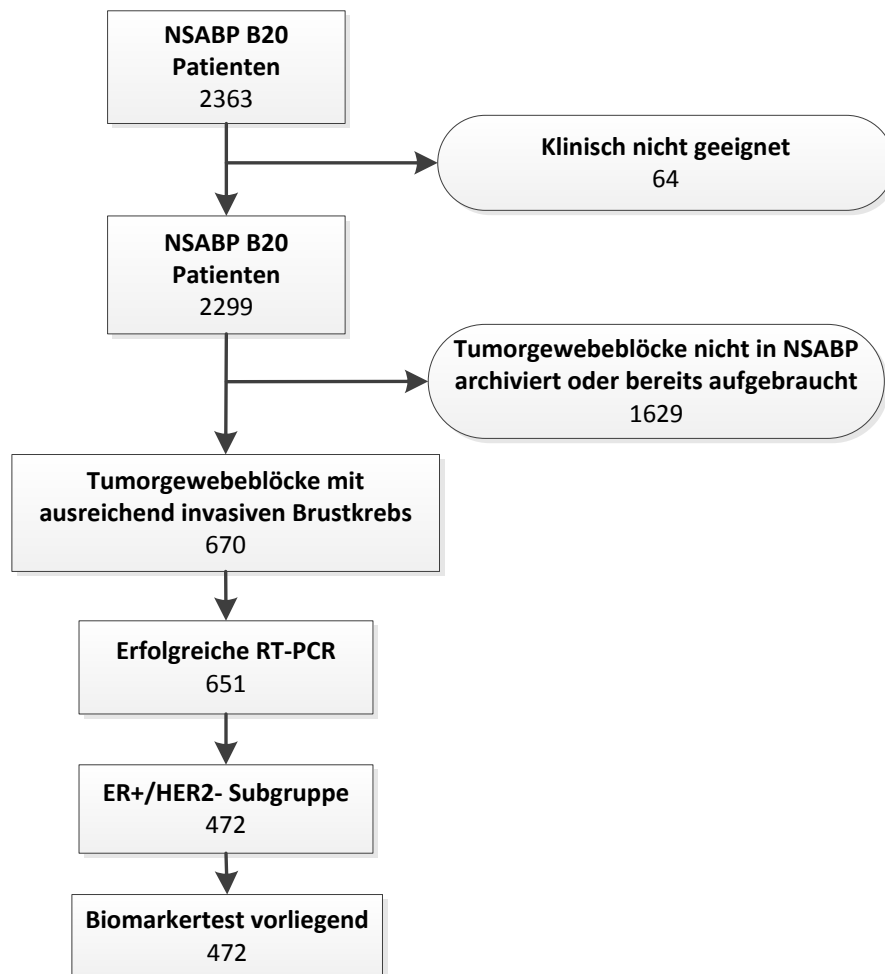 NSABP B20
Patienten
2363
Klinisch nicht geeignet
64
NSABP B20
Patienten
2299
Tumorgewebeblöcke nicht in NSABP
archiviert oder bereits aufgebraucht
1629
Tumorgewebeblöcke mit
ausreichend invasiven Brustkrebs
670
Erfolgreiche RT-PCR
651
ER+/HER2- Subgruppe
472
Biomarkertest vorliegend
472